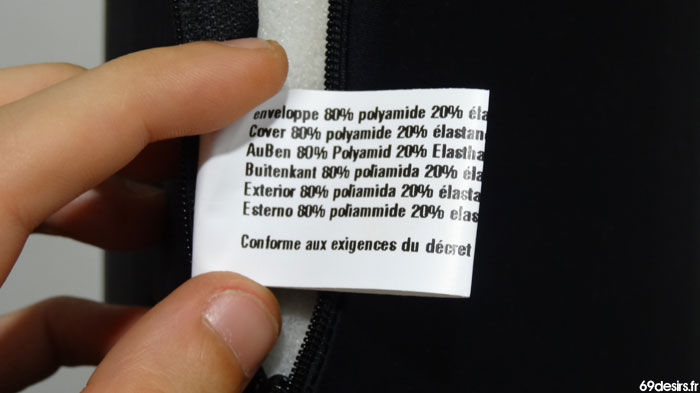 enveloppe 80% polyamide 20% éla
Cover 80% polyamide 20% élastan
AuBen 80% Polyamid 20% Elastha
Buitenkant 80% poliamida 20% éla
Exterior 80% poliamida 20% élasta
Esterno 80% poliammide 20% elas
Conforme aux exigences du décret
69desirs.fr